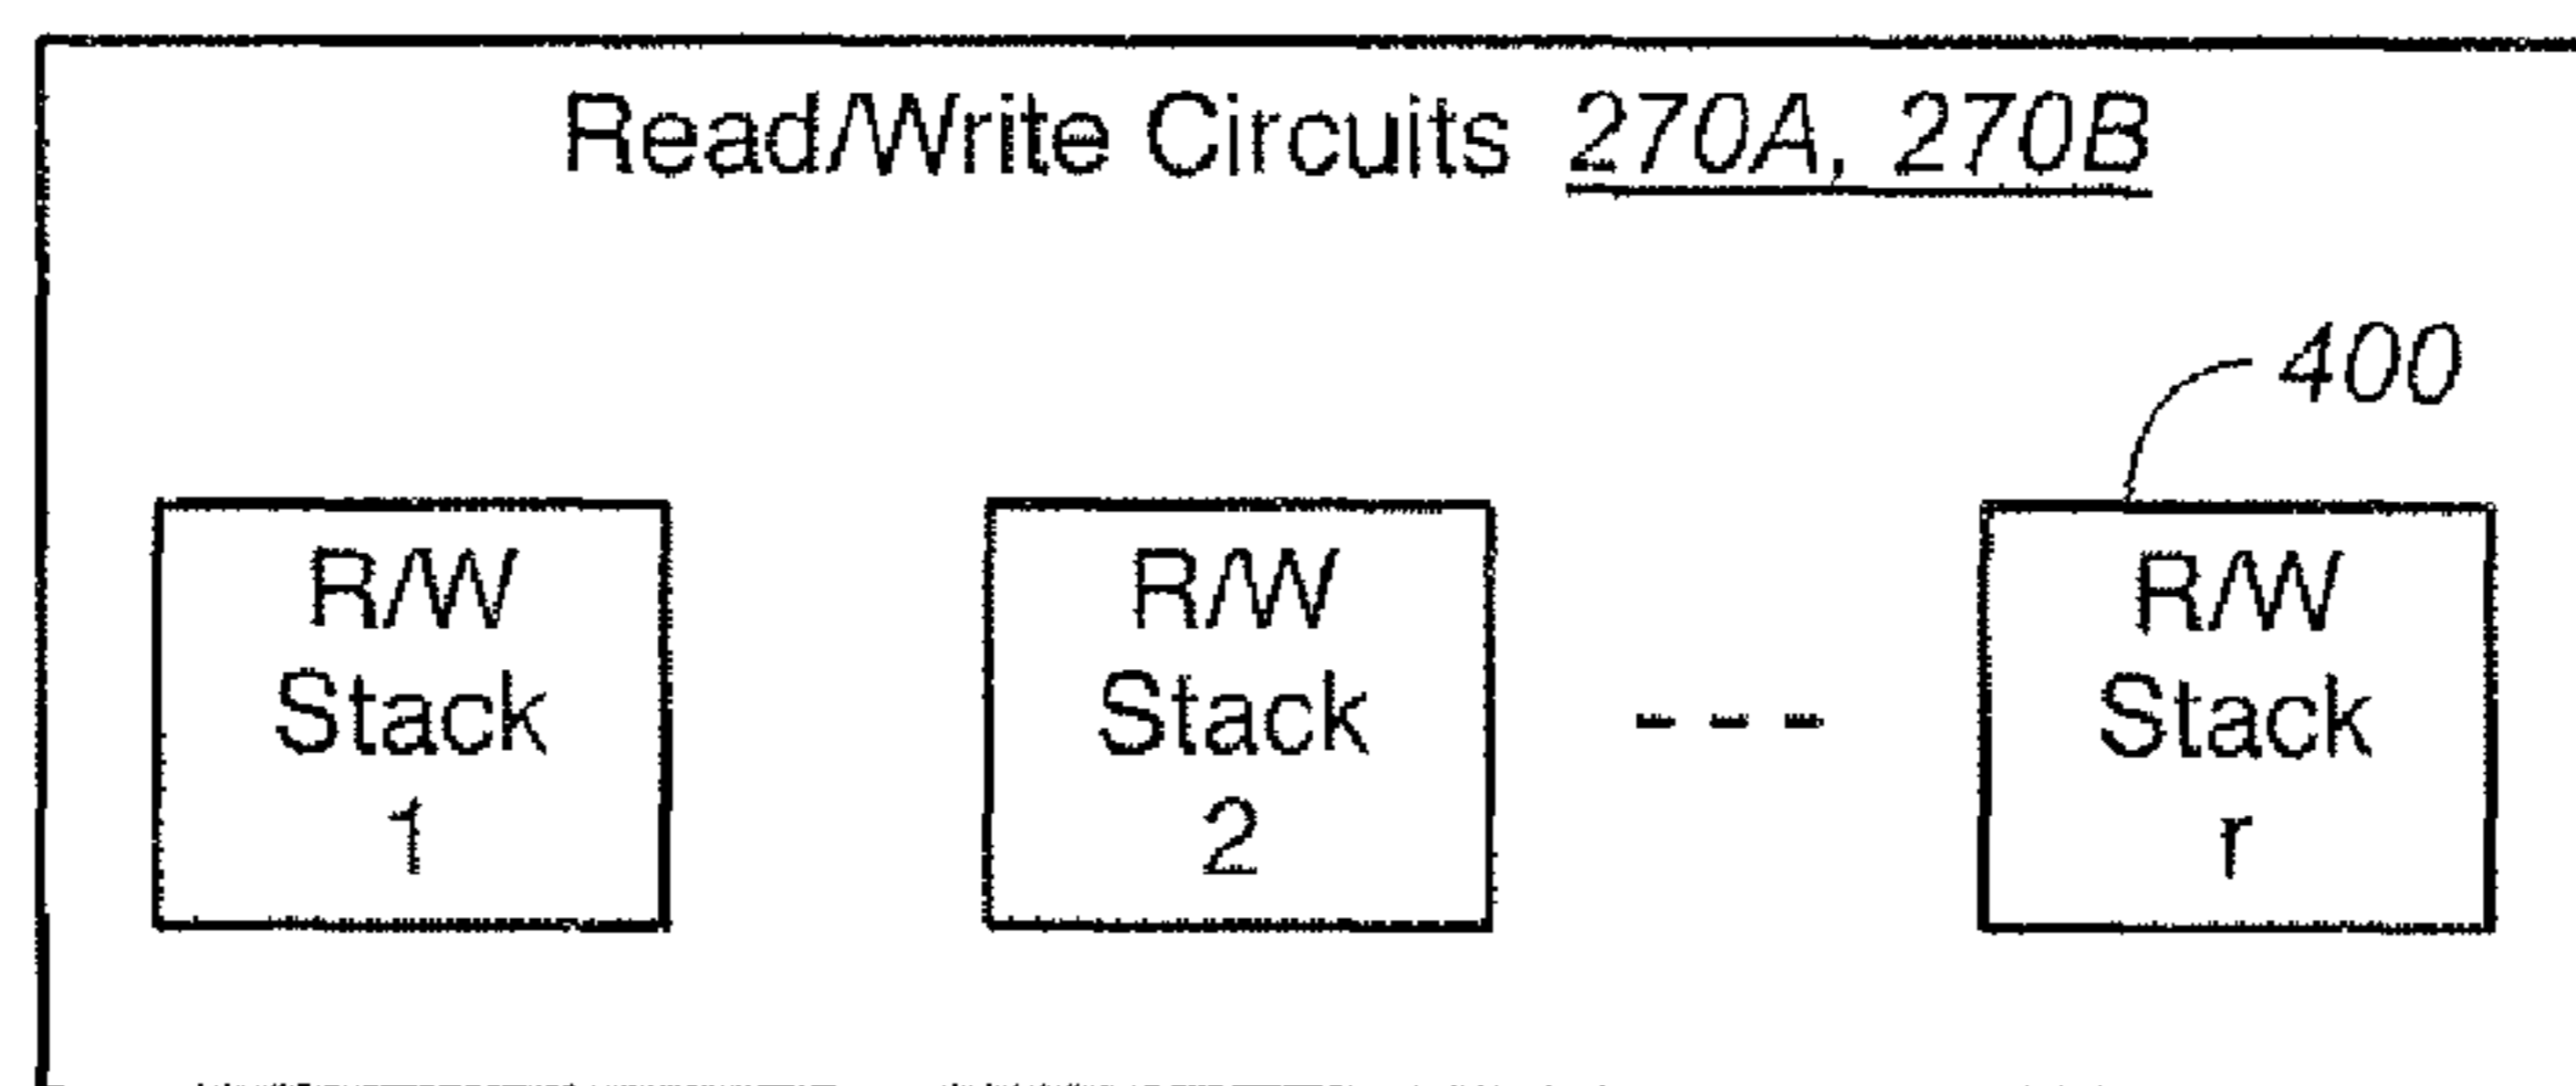 Read/Write Circuits 270A, 270B
400
R/W
Stack
1
R/W
Stack
2
R/W
Stack
r